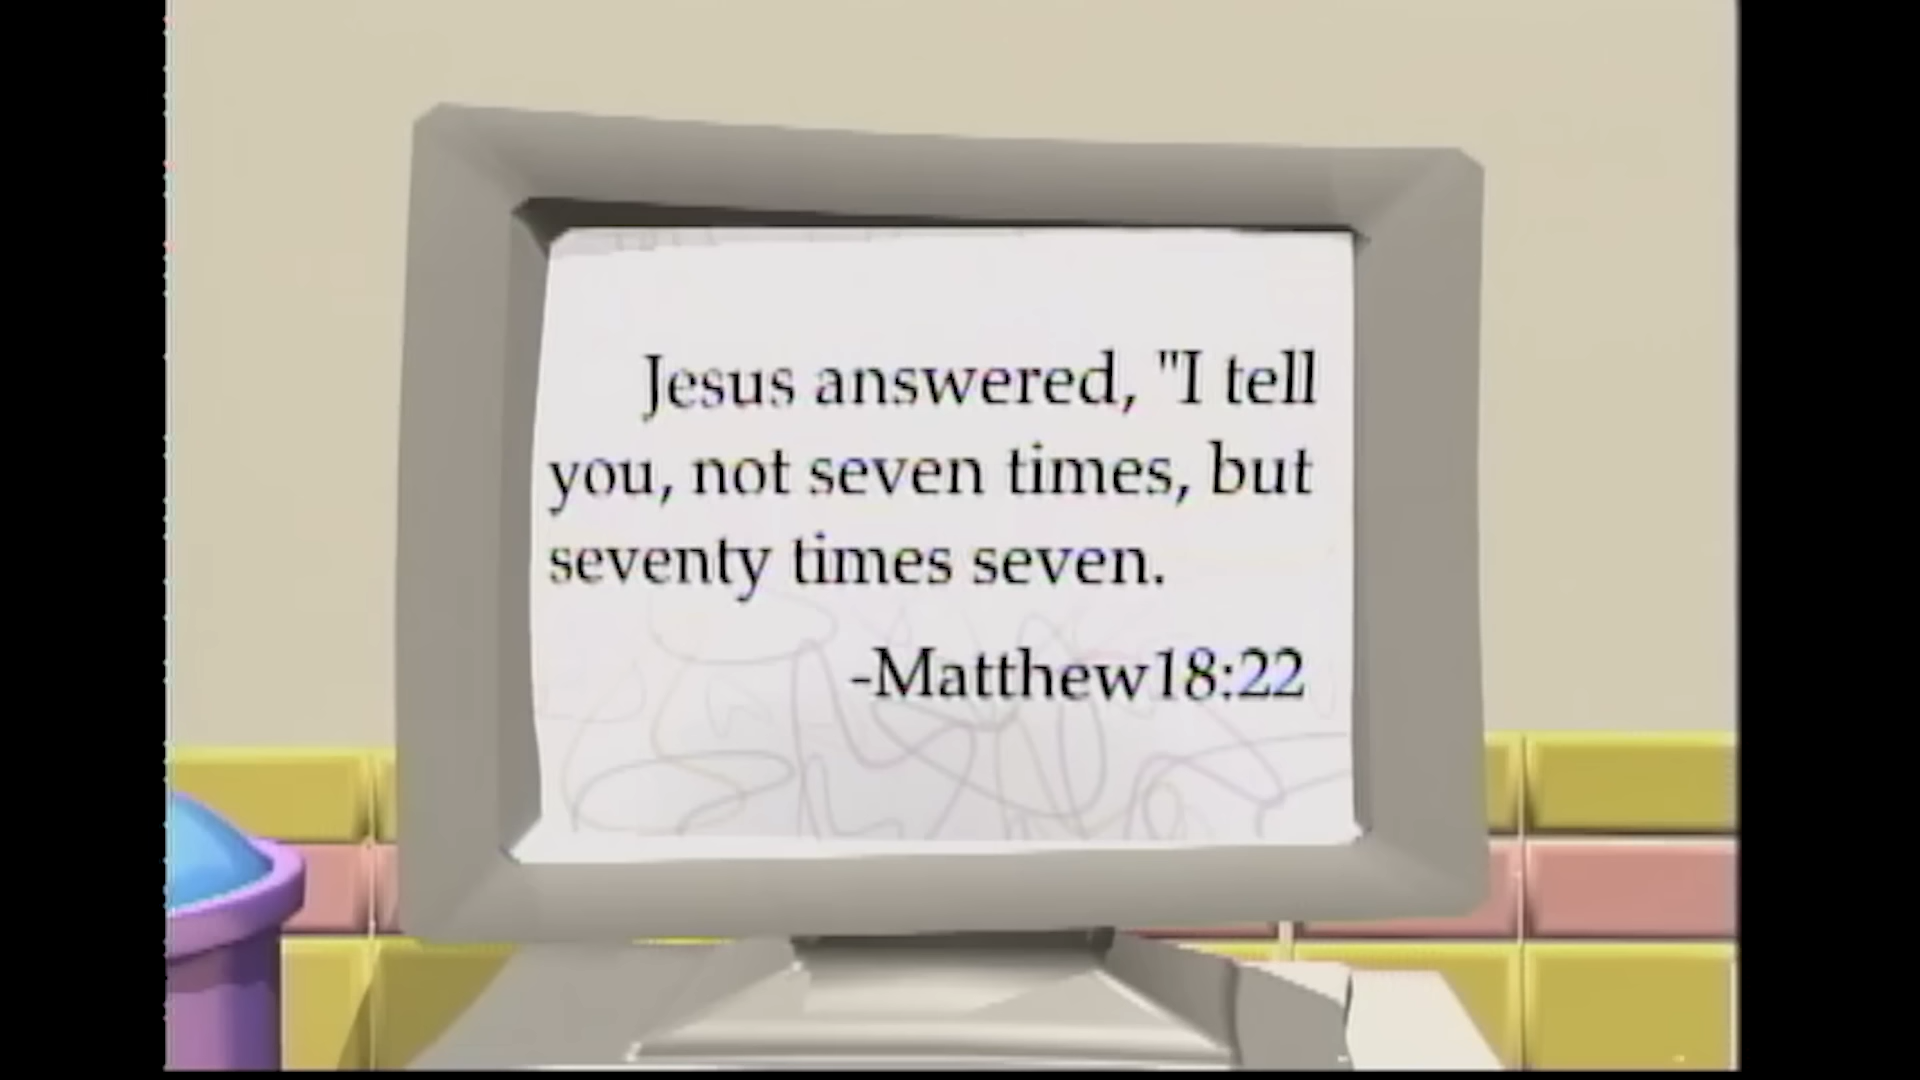 Jesus answered, "I tell
you, not seven times, but
seventy times seven.
-Matthew18:22